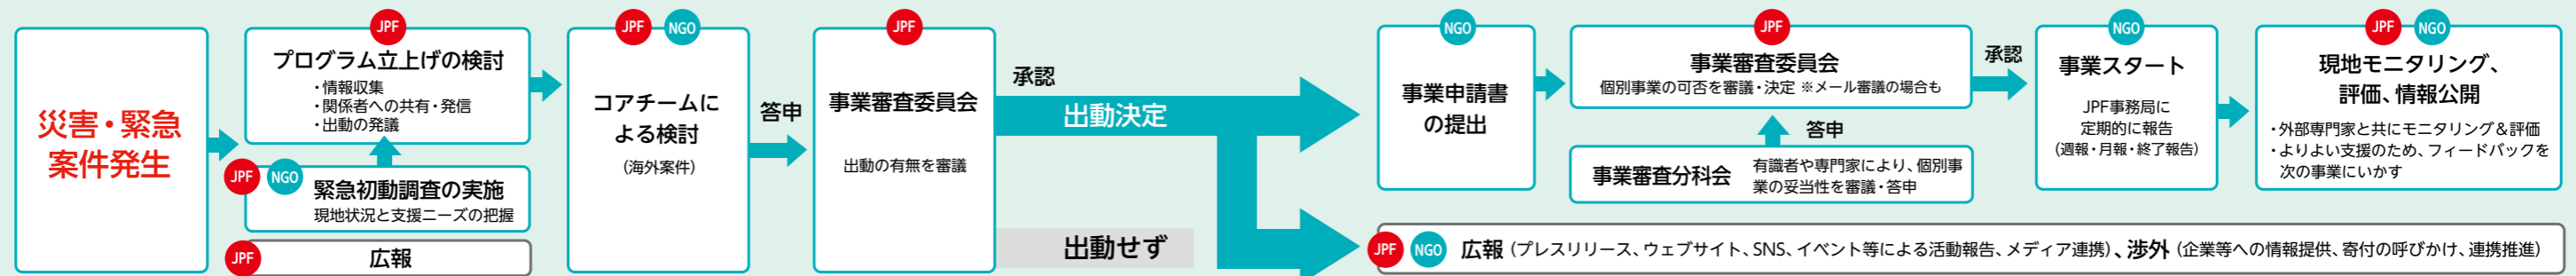 災害・緊急
案件発生
JPF
プログラム立上げの検討
・情報収集
・関係者への共有・発信
・出動の発議
JPF
NGO
緊急初動調査の実施
現地状況と支援ニーズの把握
JPF
広報
JPF
NGO
コアチームに
よる検討
(海外案件)
答申
JPF
事業審査委員会
出動の有無を審議
承認
出動決定
出動せず
NGO
事業申請書
の提出
JPF
事業審査委員会
個別事業の可否を審議・決定 ※メール審議の場合も
答申
事業審査分科会
有識者や専門家により、個別事
業の妥当性を審議・答申
承認
NGO
事業スタート
JPF事務局に
定期的に報告
(週報・月報・終了報告)
JPF
NGO
現地モニタリング、
評価、情報公開
・外部専門家と共にモニタリング＆評価
・よりよい支援のため、フィードバックを
次の事業にいかす
JPF
NGO
広報 (プレスリリース、ウェブサイト、SNS、イベント等による活動報告、メディア連携)、渉外 (企業等への情報提供、寄付の呼びかけ、連携推進)